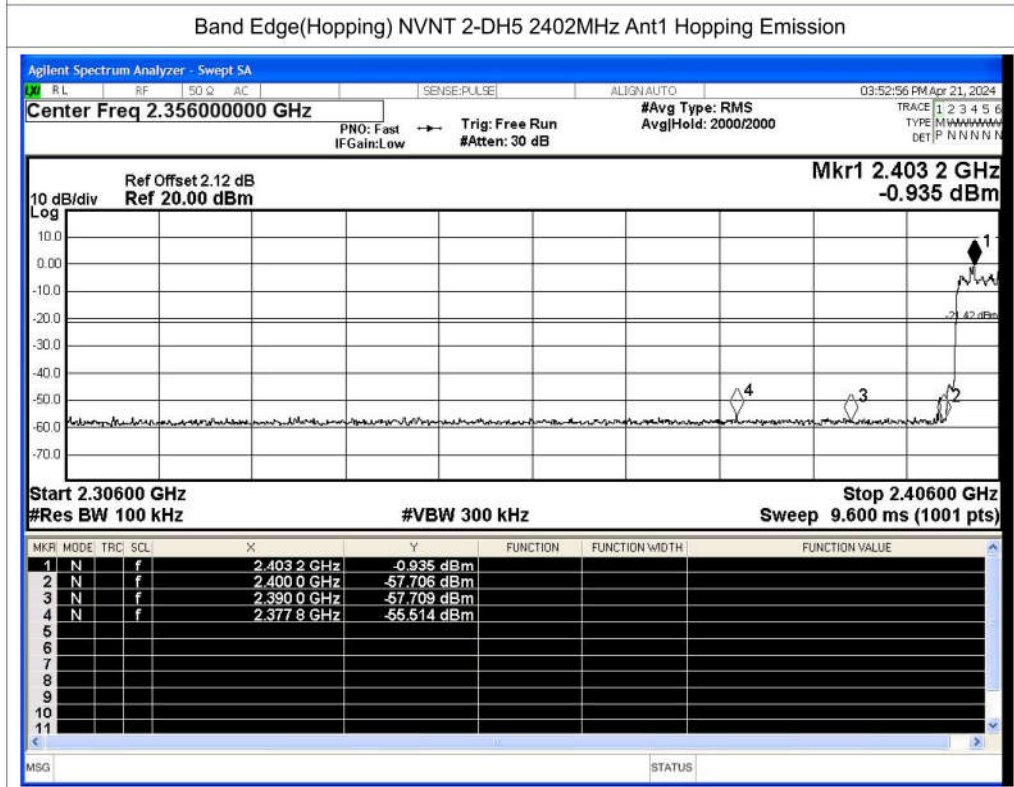 Band Edge(Hopping) NVNT 2-DH5 2402MHz Ant1 Hopping Emission
Agilent Spectrum Analyzer - Swept SA
LXI RL RF 50 Ω AC SENSE:PULSE ALIGNAUTO 03:52:56 PM Apr 21, 2024
Center Freq 2.356000000 GHz #Avg Type: RMS TRACE 1 2 3 4 5 6
PNO: Fast Trig: Free Run Avg|Hold: 2000/2000 TYPE
IFGain:Low #Atten: 30 dB DET P N N N N N
Mkr1 2.403 2 GHz
Ref Offset 2.12 dB
10 dB/div Ref 20.00 dBm -0.935 dBm
Log
10.0
1
0.00
-10.0
-20.0
-21.42 dBm
-30.0
-40.0
-50.0
4 3 2
-60.0
-70.0
Start 2.30600 GHz Stop 2.40600 GHz
#Res BW 100 kHz #VBW 300 kHz Sweep 9.600 ms (1001 pts)
MKR MODE TRC SCL X Y FUNCTION FUNCTION WIDTH FUNCTION VALUE
1 N f 2.403 2 GHz -0.935 dBm
2 N f 2.400 0 GHz -57.706 dBm
3 N f 2.390 0 GHz -57.709 dBm
4 N f 2.377 8 GHz -55.514 dBm
5
6
7
8
9
10
11
MSG STATUS